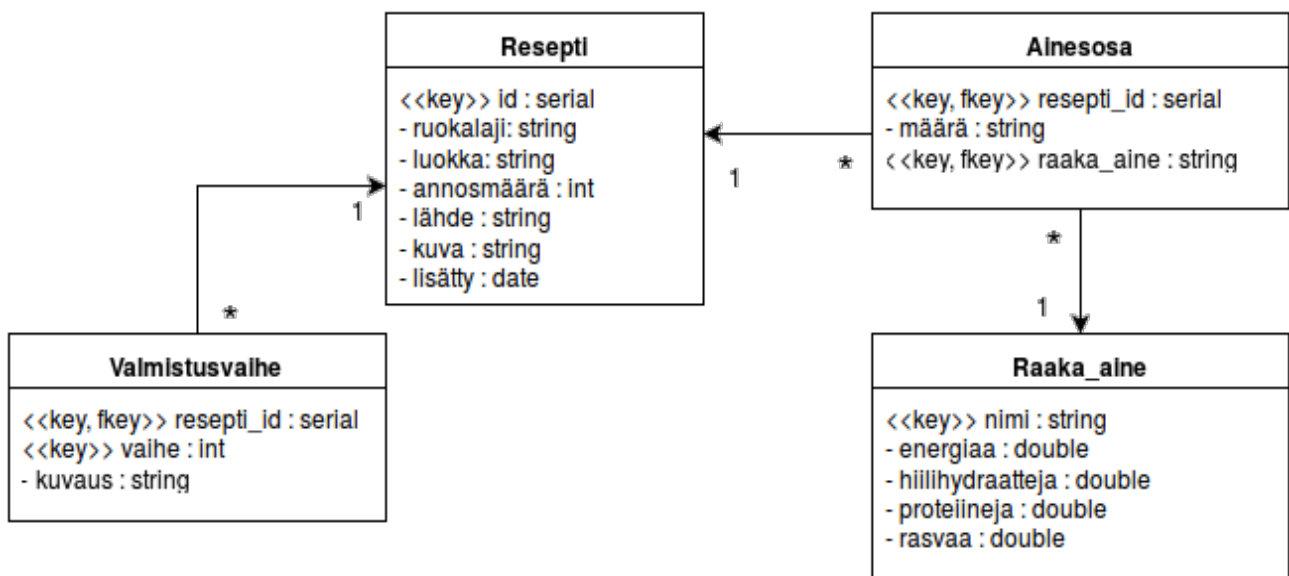 Resepti
<<key>> id : serial
- ruokalaji: string
- luokka: string
- annosmäärä : int
- lähde : string
- kuva : string
- lisätty : date
Ainesosa
<<key, fkey>> resepti_id : serial
- määrä : string
<<key, fkey>> raaka_aine : string
1
*
1
*
*
1
Valmistusvaihe
<<key, fkey>> resepti_id : serial
<<key>> vaihe : int
- kuvaus : string
Raaka_aine
<<key>> nimi : string
- energiaa : double
- hiilihydraatteja : double
- proteiineja : double
- rasvaa : double